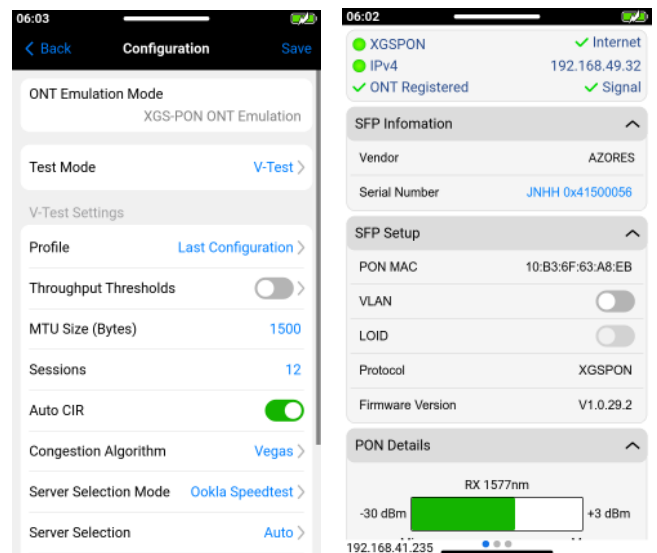 06:03
Back Configuration Save
ONT Emulation Mode
XGS-PON ONT Emulation
Test Mode V-Test
V-Test Settings
Profile Last Configuration
Throughput Thresholds
MTU Size (Bytes) 1500
Sessions 12
Auto CIR
Congestion Algorithm Vegas
Server Selection Mode Ookla Speedtest
Server Selection Auto
06:02
XGSPON Internet
IPv4 192.168.49.32
ONT Registered Signal
SFP Infomation
Vendor AZORES
Serial Number JNHH 0x41500056
SFP Setup
PON MAC 10:B3:6F:63:A8:EB
VLAN
LOID
Protocol XGSPON
Firmware Version V1.0.29.2
PON Details
RX 1577nm
-30 dBm +3 dBm
192.168.41.235